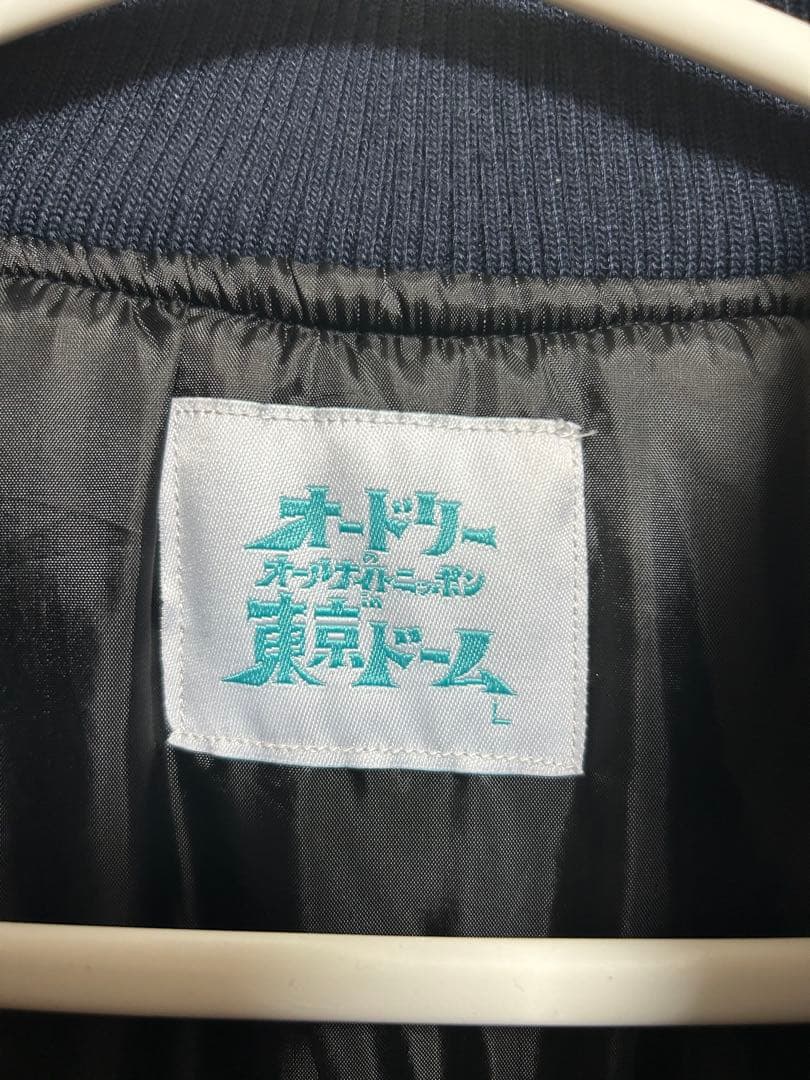 オードリー
の
オールナイトニッポン
in
東京ドーム
L